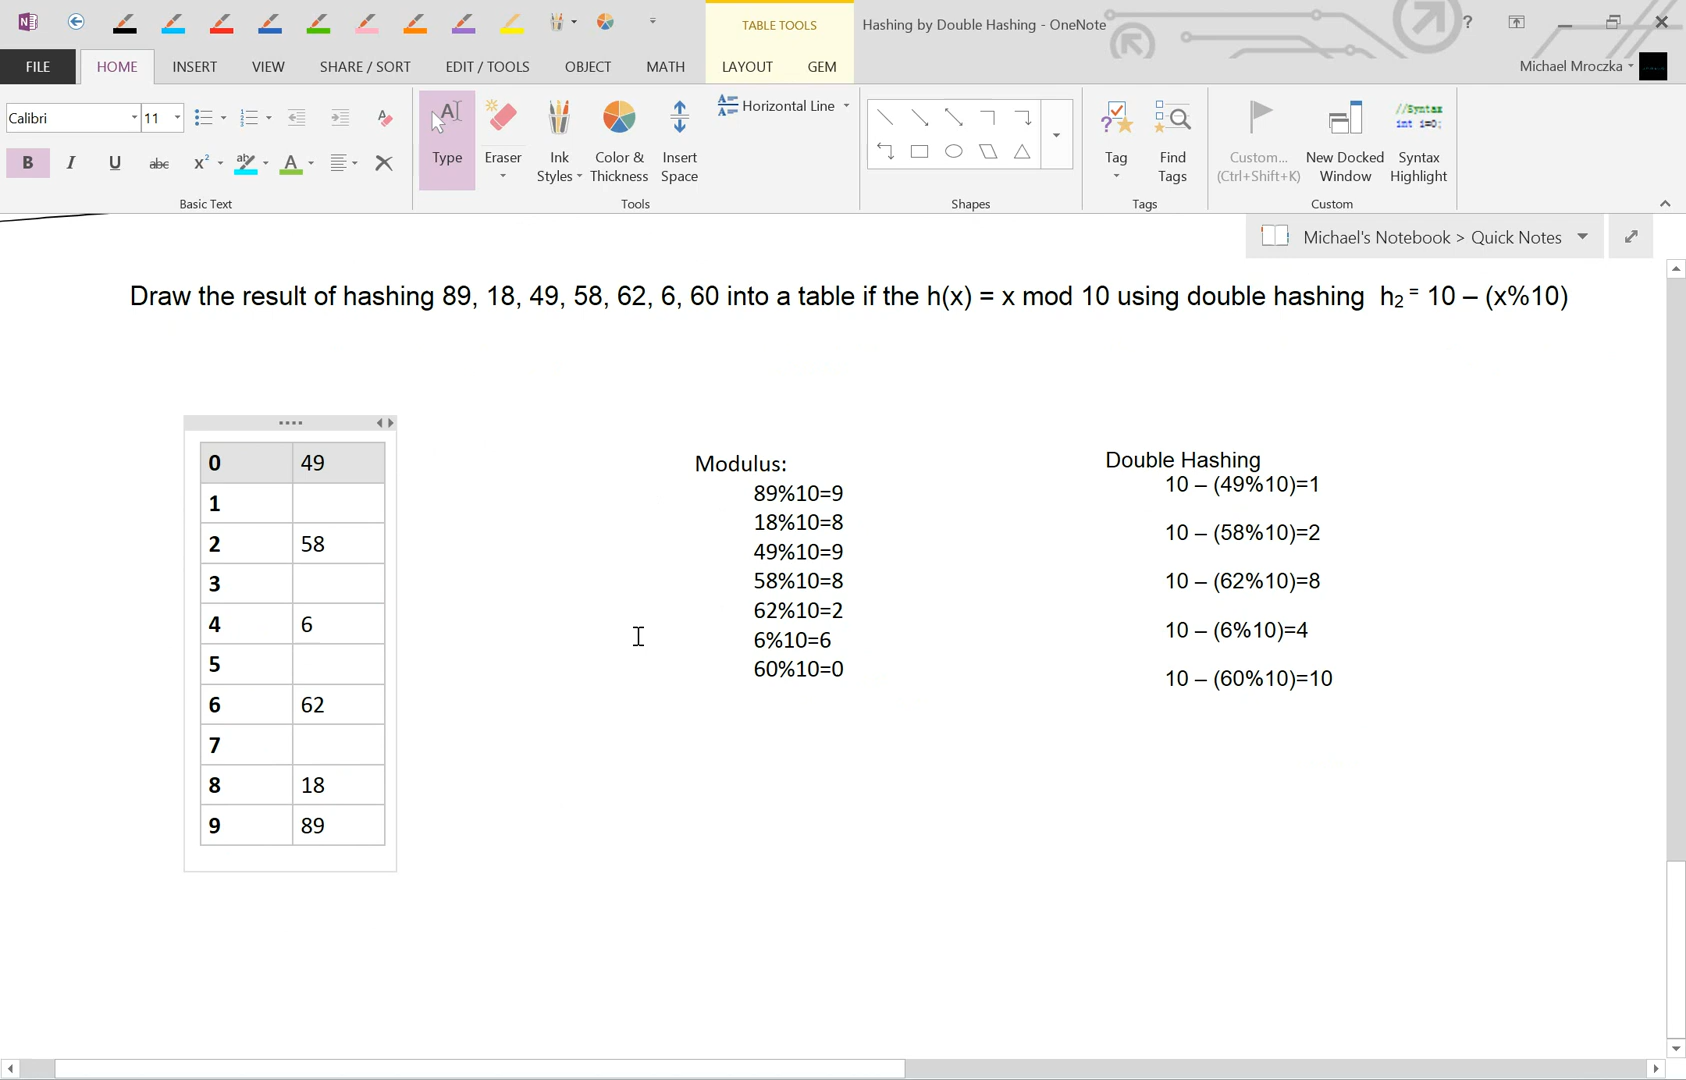 TABLE TOOLS
Hashing by Double Hashing - OneNote
?
FILE
HOME
INSERT
VIEW
SHARE / SORT
EDIT / TOOLS
OBJECT
MATH
LAYOUT
GEM
Michael Mroczka
Calibri
11
B
I
U
abc
x²
ab
A
Type
Eraser
Ink
Styles
Color &
Thickness
Insert
Space
Horizontal Line
Tag
Find
Tags
Custom...
(Ctrl+Shift+K)
New Docked
Window
//Syntax
int i=0;
Syntax
Highlight
Basic Text
Tools
Shapes
Tags
Custom
Michael's Notebook > Quick Notes
Draw the result of hashing 89, 18, 49, 58, 62, 6, 60 into a table if the h(x) = x mod 10 using double hashing h₂ = 10 – (x%10)
0 49
1
2 58
3
4 6
5
6 62
7
8 18
9 89
Modulus:
89%10=9
18%10=8
49%10=9
58%10=8
62%10=2
6%10=6
60%10=0
Double Hashing
10 – (49%10)=1
10 – (58%10)=2
10 – (62%10)=8
10 – (6%10)=4
10 – (60%10)=10